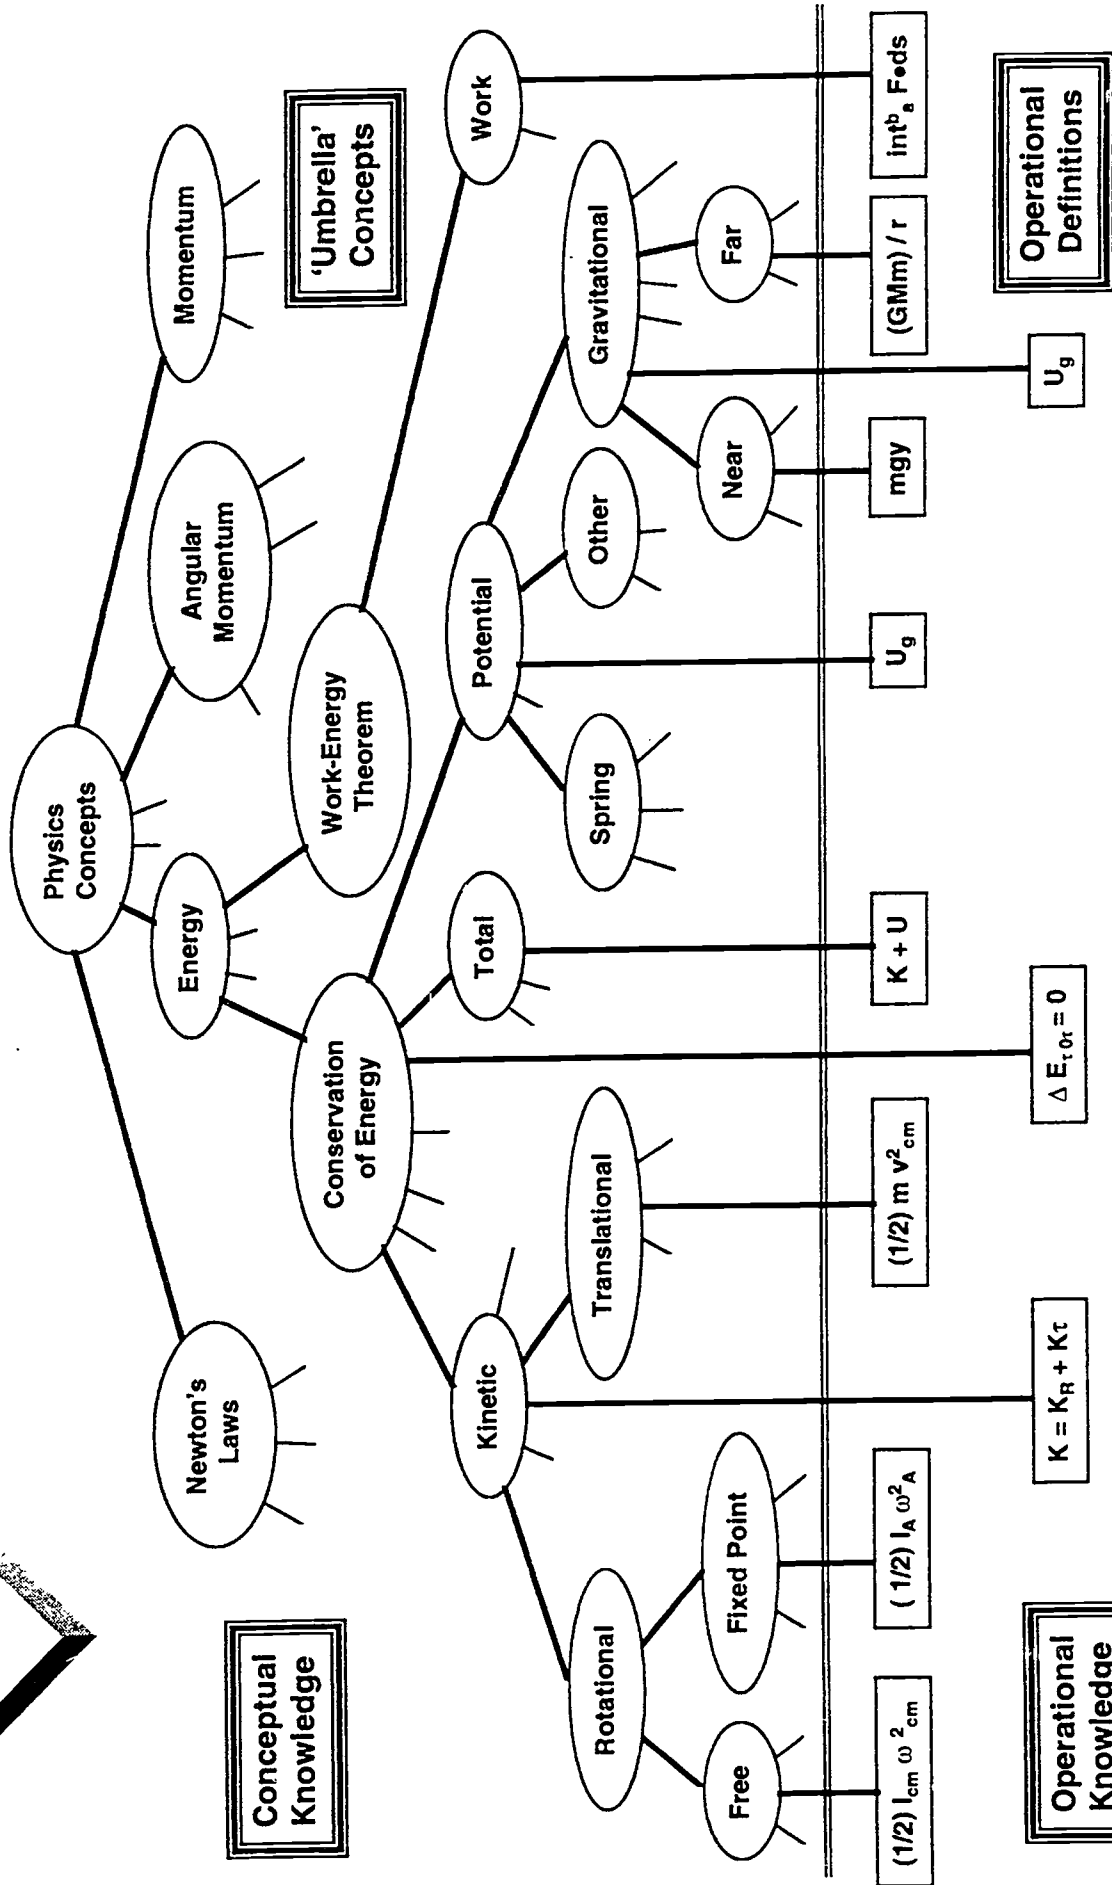 Conceptual
Knowledge
'Umbrella'
Concepts
Physics
Concepts
Newton's
Laws
Energy
Angular
Momentum
Momentum
Conservation
of Energy
Work-Energy
Theorem
Kinetic
Total
Potential
Work
Rotational
Translational
Spring
Other
Gravitational
Free
Fixed Point
Near
Far
(1/2) I_cm ω²_cm
(1/2) I_A ω²_A
(1/2) m v²_cm
K + U
U_g
mgy
(GMm) / r
int^b_a F•ds
K = K_R + Kτ
Δ E_τ0τ = 0
U_g
Operational
Knowledge
Operational
Definitions